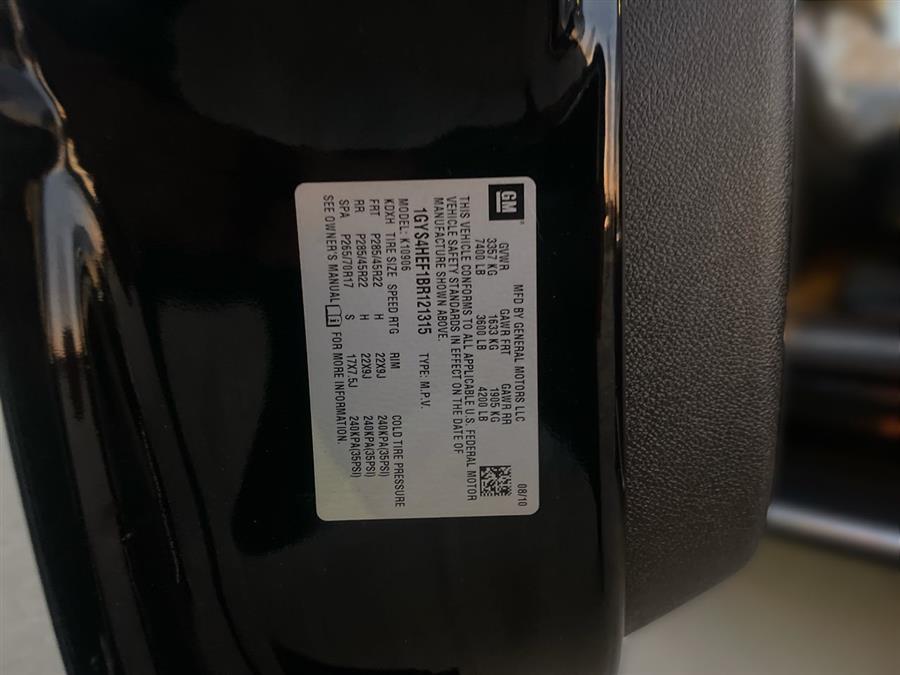 GM
MFD BY GENERAL MOTORS LLC 08/10
GVWR GAWR FRT GAWR RR
3357 KG 1633 KG 1905 KG
7400 LB 3600 LB 4200 LB
THIS VEHICLE CONFORMS TO ALL APPLICABLE U.S. FEDERAL MOTOR
VEHICLE SAFETY STANDARDS IN EFFECT ON THE DATE OF
MANUFACTURE SHOWN ABOVE.
1GYS4HEF1BR121315 TYPE: M.P.V.
MODEL: K10906
KDXH TIRE SIZE SPEED RTG RIM COLD TIRE PRESSURE
FRT P285/45R22 H 22X9J 240KPA(35PSI)
RR P285/45R22 H 22X9J 240KPA(35PSI)
SPA P265/70R17 S 17X7.5J 240KPA(35PSI)
SEE OWNER'S MANUAL i FOR MORE INFORMATION.